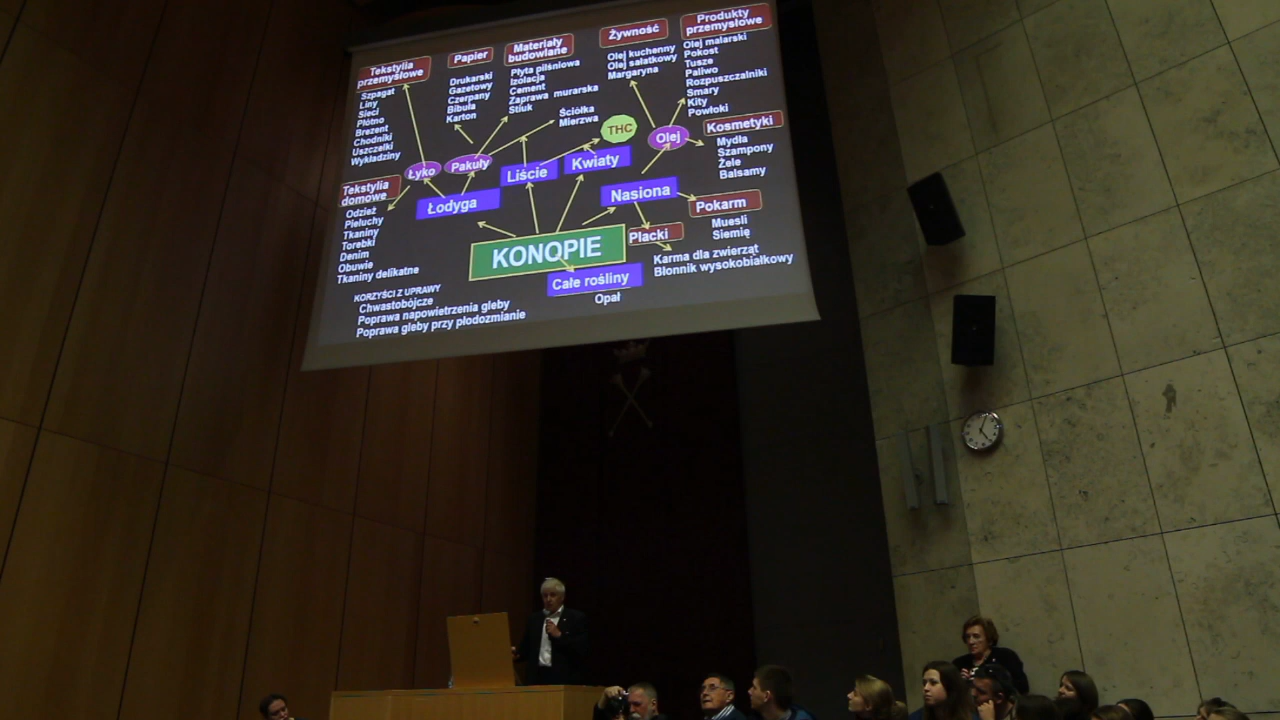 Tekstylia
przemysłowe
Szpagat
Liny
Sieci
Płótno
Brezent
Chodniki
Uszczelki
Wykładziny
Papier
Drukarski
Gazetowy
Czerpany
Bibuła
Karton
Materiały
budowlane
Płyta pilśniowa
Izolacja
Cement
Zaprawa murarska
Stiuk
Ściółka
Mierzwa
Żywność
Olej kuchenny
Olej sałatkowy
Margaryna
Produkty
przemysłowe
Olej malarski
Pokost
Tusze
Paliwo
Rozpuszczalniki
Smary
Kity
Powłoki
THC
Olej
Kosmetyki
Mydła
Szampony
Żele
Balsamy
Łyko
Pakuły
Liście
Kwiaty
Łodyga
Nasiona
Tekstylia
domowe
Odzież
Pieluchy
Tkaniny
Torebki
Denim
Obuwie
Tkaniny delikatne
Pokarm
Muesli
Siemię
Placki
Karma dla zwierząt
Błonnik wysokobiałkowy
KONOPIE
Całe rośliny
Opał
KORZYŚCI Z UPRAWY
Chwastobójcze
Poprawa napowietrzenia gleby
Poprawa gleby przy płodozmianie